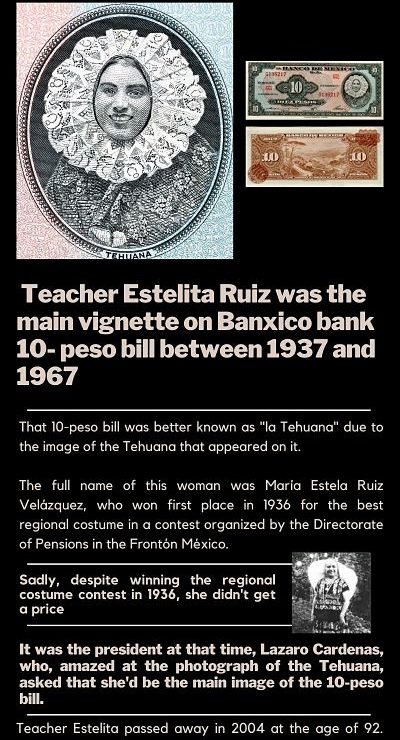 TEHUANA
BANCO DE MEXICO
10
DIEZ PESOS
10
Teacher Estelita Ruiz was the
main vignette on Banxico bank
10- peso bill between 1937 and
1967
That 10-peso bill was better known as "la Tehuana" due to
the image of the Tehuana that appeared on it.
The full name of this woman was María Estela Ruiz
Velázquez, who won first place in 1936 for the best
regional costume in a contest organized by the Directorate
of Pensions in the Frontón México.
Sadly, despite winning the regional
costume contest in 1936, she didn't get
a price
It was the president at that time, Lazaro Cardenas,
who, amazed at the photograph of the Tehuana,
asked that she'd be the main image of the 10-peso
bill.
Teacher Estelita passed away in 2004 at the age of 92.